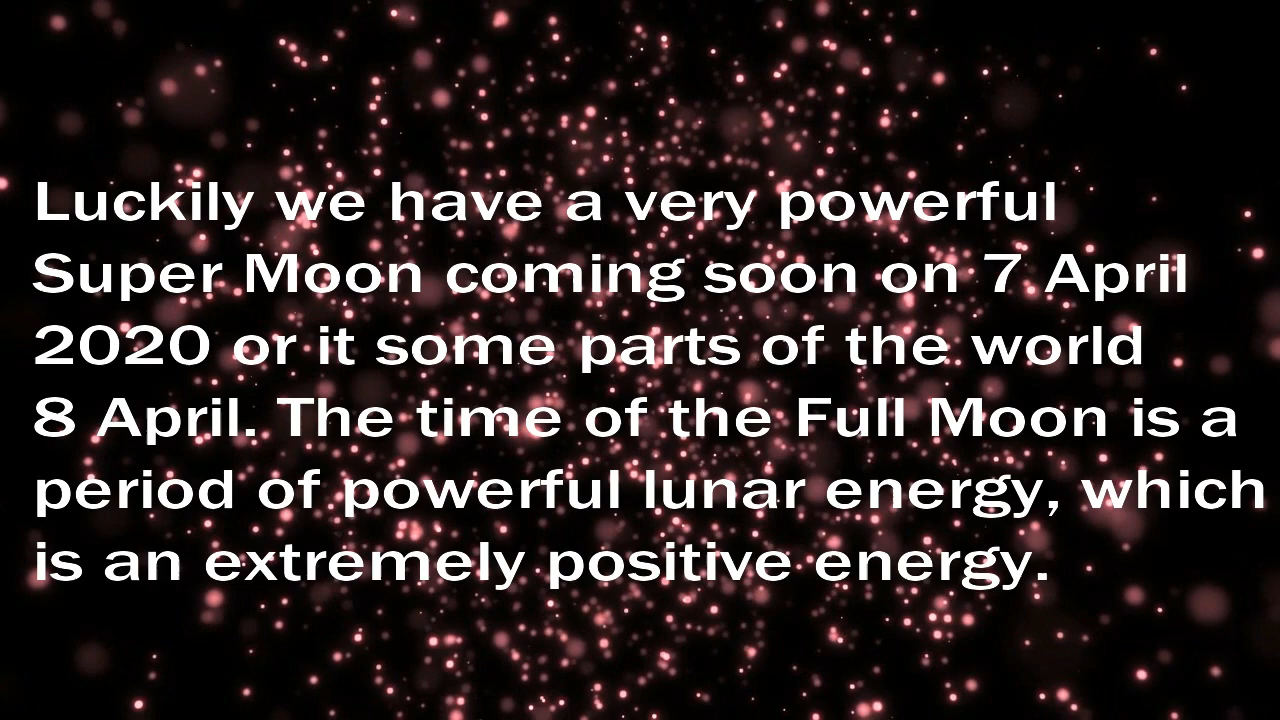 Luckily we have a very powerful
Super Moon coming soon on 7 April
2020 or it some parts of the world
8 April. The time of the Full Moon is a
period of powerful lunar energy, which
is an extremely positive energy.